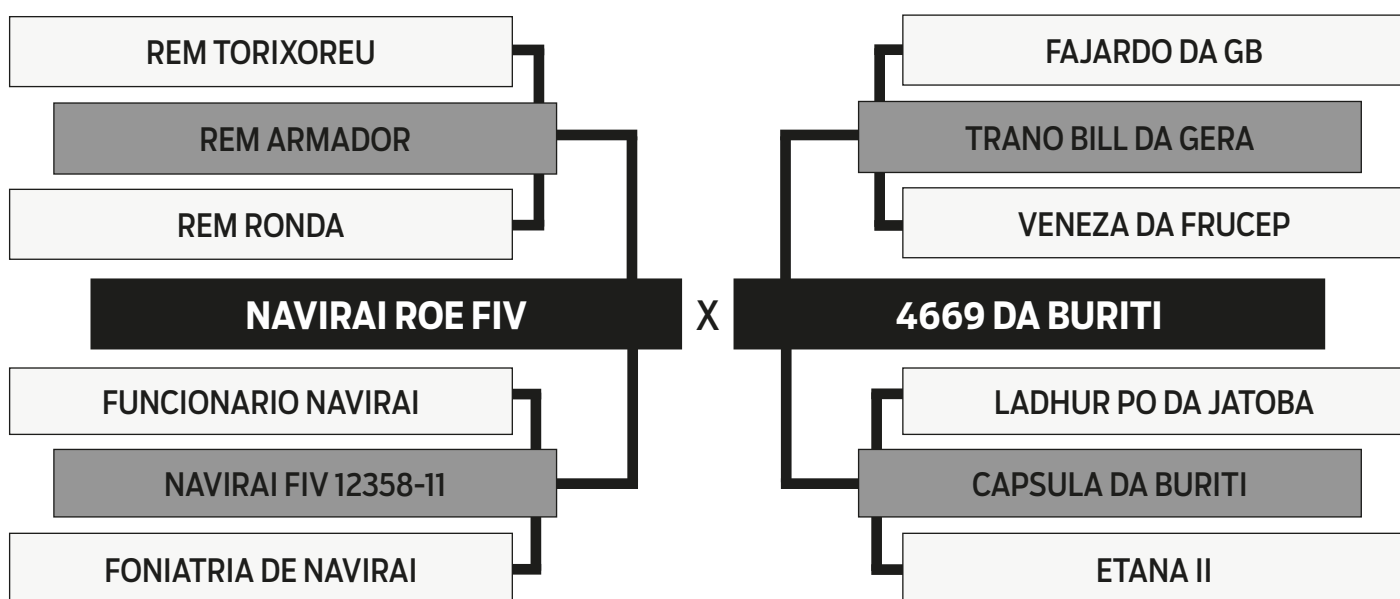 REM TORIXOREU
REM ARMADOR
REM RONDA
NAVIRAI ROE FIV
FUNCIONARIO NAVIRAI
NAVIRAI FIV 12358-11
FONIATRIA DE NAVIRAI
X
FAJARDO DA GB
TRANO BILL DA GERA
VENEZA DA FRUCEP
4669 DA BURITI
LADHUR PO DA JATOBA
CAPSULA DA BURITI
ETANA II